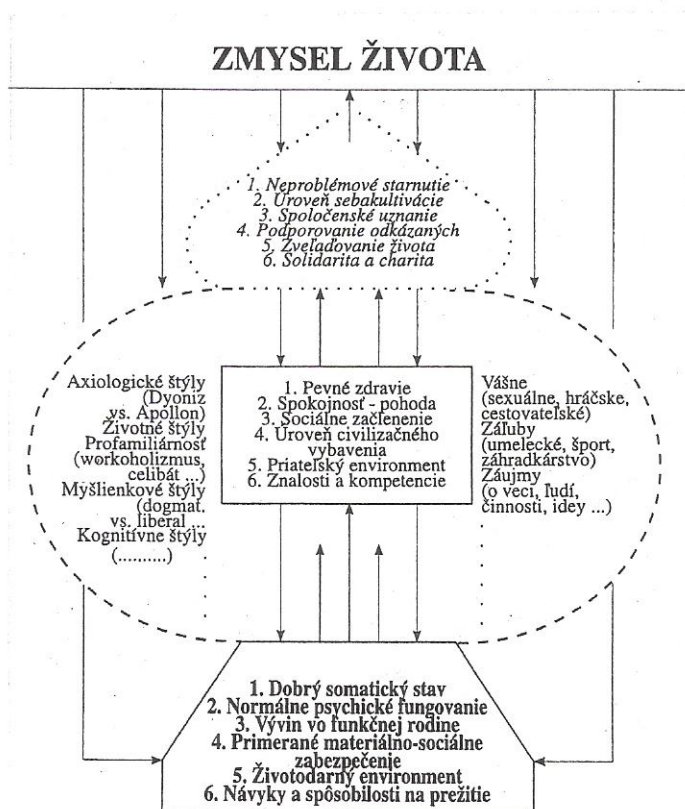 ZMYSEL ŽIVOTA
1. Neproblémové starnutie
2. Úroveň sebakultivácie
3. Spoločenské uznanie
4. Podporovanie odkázaných
5. Zveľaďovanie života
6. Solidarita a charita
Axiologické štýly
(Dyoniz
vs. Apollon)
Životné štýly
Profamiliárnosť
(workoholizmus,
celibát ...)
Myšlienkové štýly
(dogmat.
vs. liberal ...
Kognitívne štýly
(..........)
1. Pevné zdravie
2. Spokojnosť - pohoda
3. Sociálne začlenenie
4. Úroveň civilizačného
vybavenia
5. Priateľský environment
6. Znalosti a kompetencie
Vášne
(sexuálne, hráčske,
cestovateľské)
Záľuby
(umelecké, šport,
záhradkárstvo)
Záujmy
(o veci, ľudí,
činnosti, idey ...)
1. Dobrý somatický stav
2. Normálne psychické fungovanie
3. Vývin vo funkčnej rodine
4. Primerané materiálno-sociálne
zabezpečenie
5. Životodarný environment
6. Návyky a spôsobilosti na prežitie